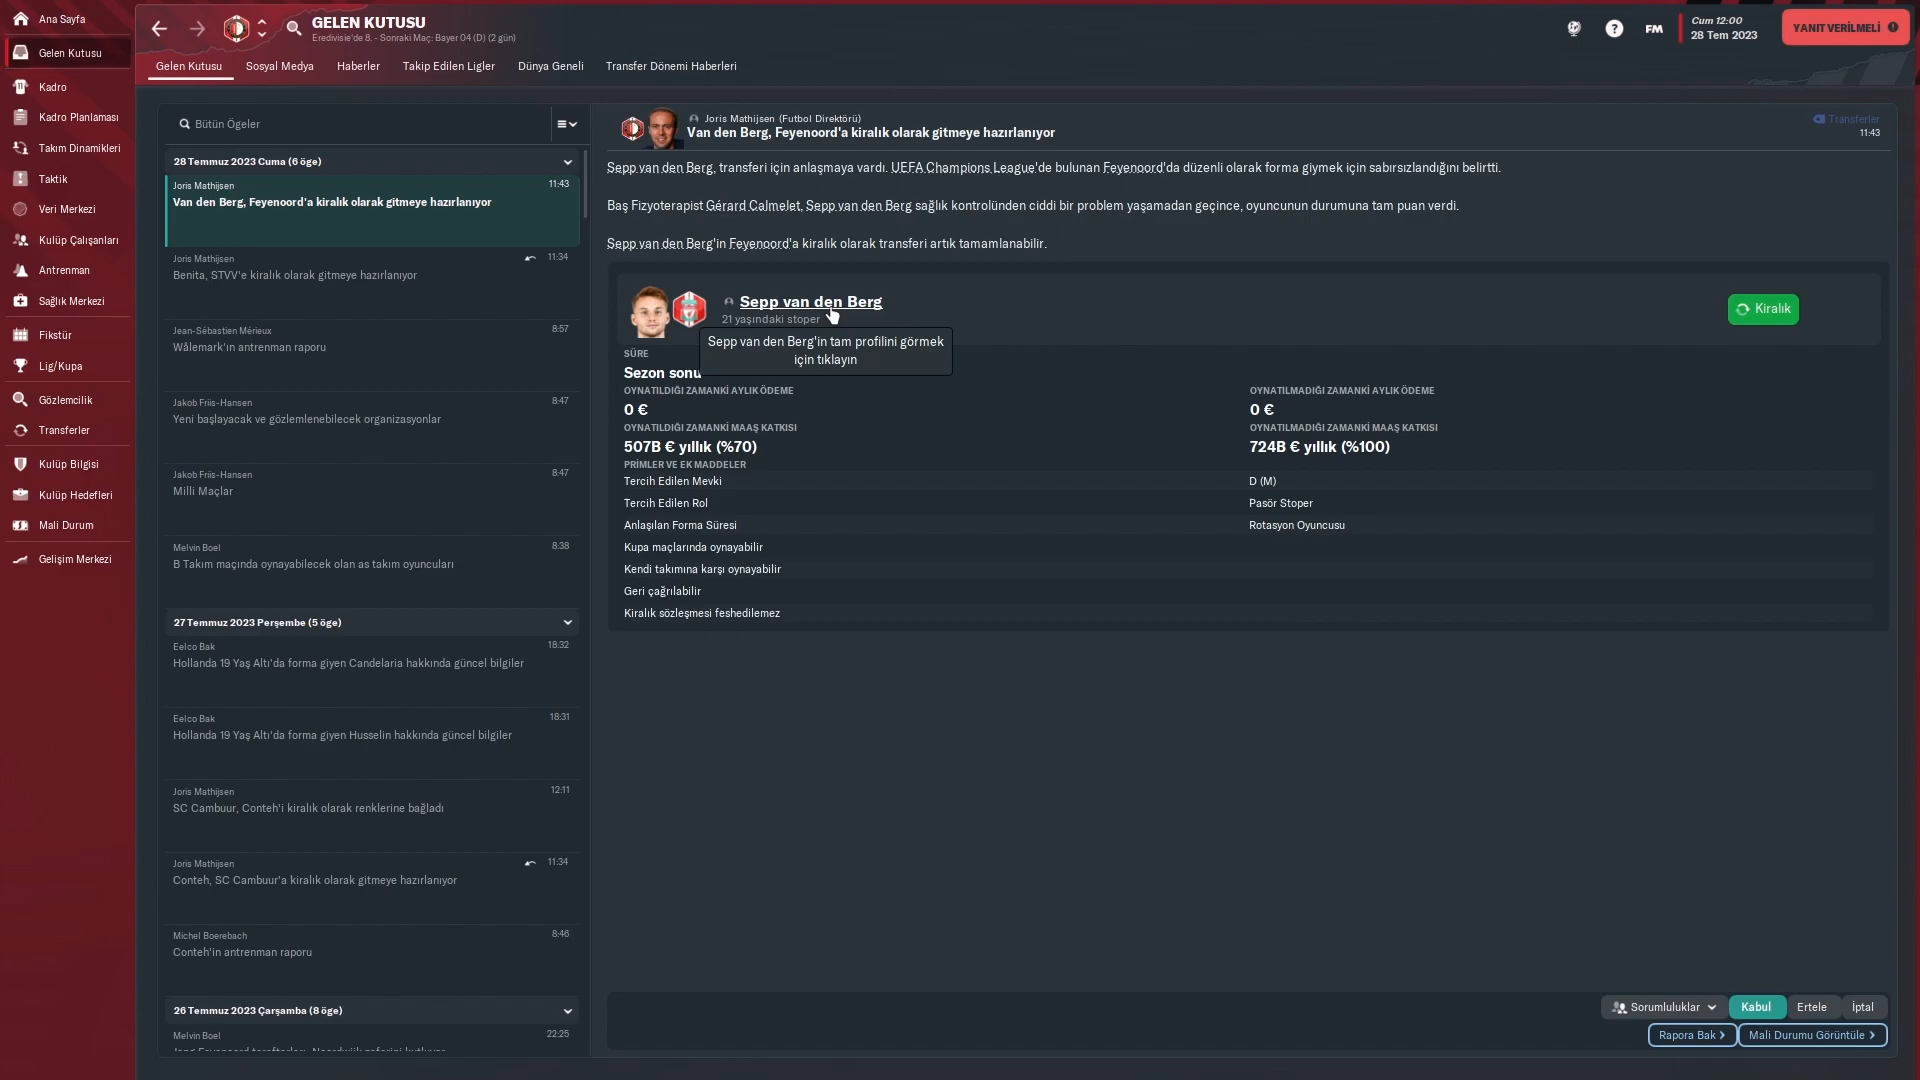 Ana Sayfa
Gelen Kutusu
Kadro
Kadro Planlaması
Takım Dinamikleri
Taktik
Veri Merkezi
Kulüp Çalışanları
Antrenman
Sağlık Merkezi
Fikstür
Lig/Kupa
Gözlemcilik
Transferler
Kulüp Bilgisi
Kulüp Hedefleri
Mali Durum
Gelişim Merkezi
GELEN KUTUSU
Eredivisie'de 8. - Sonraki Maç: Bayer 04 (D) (2 gün)
FM
Cum 12:00
28 Tem 2023
YANIT VERİLMELİ
Gelen Kutusu Sosyal Medya Haberler Takip Edilen Ligler Dünya Geneli Transfer Dönemi Haberleri
Bütün Ögeler
28 Temmuz 2023 Cuma (6 öge)
Joris Mathijsen 11:43
Van den Berg, Feyenoord'a kiralık olarak gitmeye hazırlanıyor
Joris Mathijsen 11:34
Benita, STVV'e kiralık olarak gitmeye hazırlanıyor
Jean-Sébastien Mérieux 8:57
Wålemark'ın antrenman raporu
Jakob Friis-Hansen 8:47
Yeni başlayacak ve gözlemlenebilecek organizasyonlar
Jakob Friis-Hansen 8:47
Milli Maçlar
Melvin Boel 8:38
B Takım maçında oynayabilecek olan as takım oyuncuları
27 Temmuz 2023 Perşembe (5 öge)
Eelco Bak 18:32
Hollanda 19 Yaş Altı'da forma giyen Candelaria hakkında güncel bilgiler
Eelco Bak 18:31
Hollanda 19 Yaş Altı'da forma giyen Husselin hakkında güncel bilgiler
Joris Mathijsen 12:11
SC Cambuur, Conteh'i kiralık olarak renklerine bağladı
Joris Mathijsen 11:34
Conteh, SC Cambuur'a kiralık olarak gitmeye hazırlanıyor
Michel Boerebach 8:46
Conteh'in antrenman raporu
26 Temmuz 2023 Çarşamba (8 öge)
Melvin Boel 22:25
Joris Mathijsen (Futbol Direktörü)
Van den Berg, Feyenoord'a kiralık olarak gitmeye hazırlanıyor
Transferler
11:43
Sepp van den Berg, transferi için anlaşmaya vardı. UEFA Champions League'de bulunan Feyenoord'da düzenli olarak forma giymek için sabırsızlandığını belirtti.
Baş Fizyoterapist Gérard Calmelet, Sepp van den Berg sağlık kontrolünden ciddi bir problem yaşamadan geçince, oyuncunun durumuna tam puan verdi.
Sepp van den Berg'in Feyenoord'a kiralık olarak transferi artık tamamlanabilir.
Sepp van den Berg
21 yaşındaki stoper
Kiralık
Sepp van den Berg'in tam profilini görmek
için tıklayın
SÜRE
Sezon sonu
OYNATILDIĞI ZAMANKİ AYLIK ÖDEME OYNATILMADIĞI ZAMANKİ AYLIK ÖDEME
0 € 0 €
OYNATILDIĞI ZAMANKİ MAAŞ KATKISI OYNATILMADIĞI ZAMANKİ MAAŞ KATKISI
507B € yıllık (%70) 724B € yıllık (%100)
PRİMLER VE EK MADDELER
Tercih Edilen Mevki D (M)
Tercih Edilen Rol Pasör Stoper
Anlaşılan Forma Süresi Rotasyon Oyuncusu
Kupa maçlarında oynayabilir
Kendi takımına karşı oynayabilir
Geri çağrılabilir
Kiralık sözleşmesi feshedilemez
Sorumluluklar Kabul Ertele İptal
Rapora Bak > Mali Durumu Görüntüle >